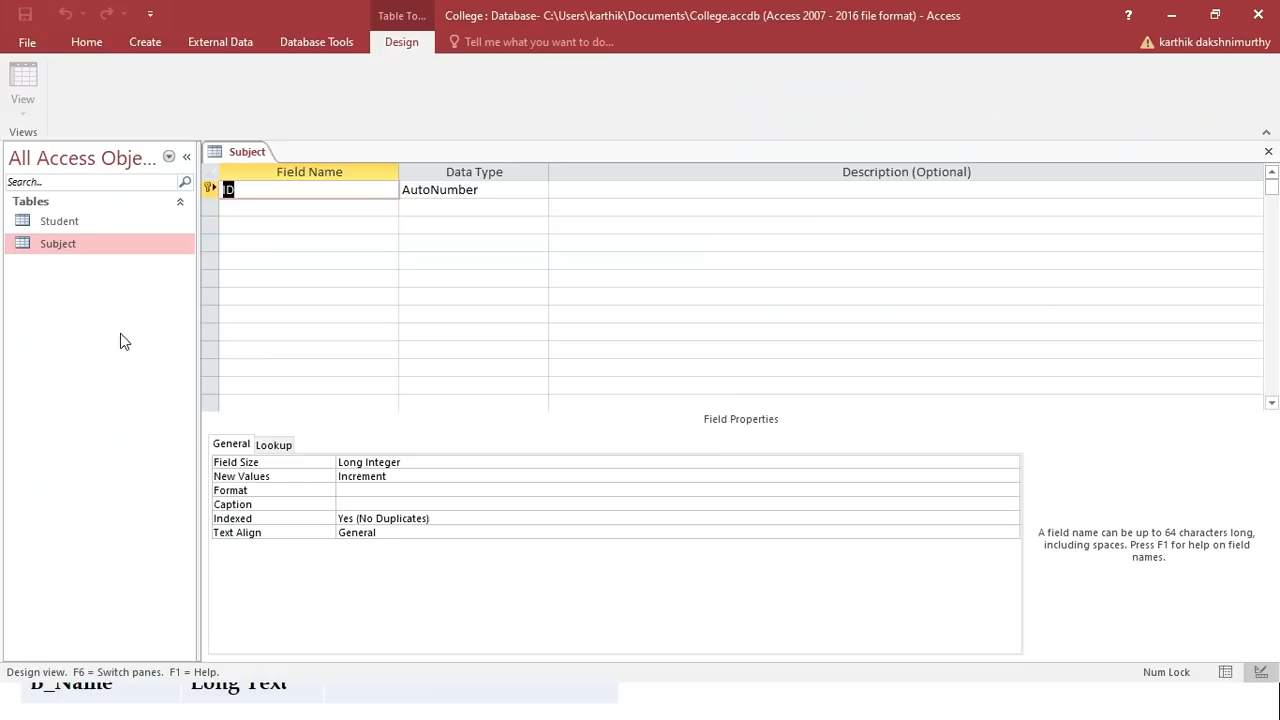 Table To...
College : Database- C:\Users\karthik\Documents\College.accdb (Access 2007 - 2016 file format) - Access
?
File
Home
Create
External Data
Database Tools
Design
Tell me what you want to do...
karthik dakshnimurthy
View
Views
All Access Obje...
Search...
Tables
Student
Subject
Subject
Field Name
Data Type
Description (Optional)
ID
AutoNumber
Field Properties
General
Lookup
Field Size
Long Integer
New Values
Increment
Format
Caption
Indexed
Yes (No Duplicates)
Text Align
General
A field name can be up to 64 characters long,
including spaces. Press F1 for help on field
names.
Design view. F6 = Switch panes. F1 = Help.
Num Lock
B_Name
Long Text